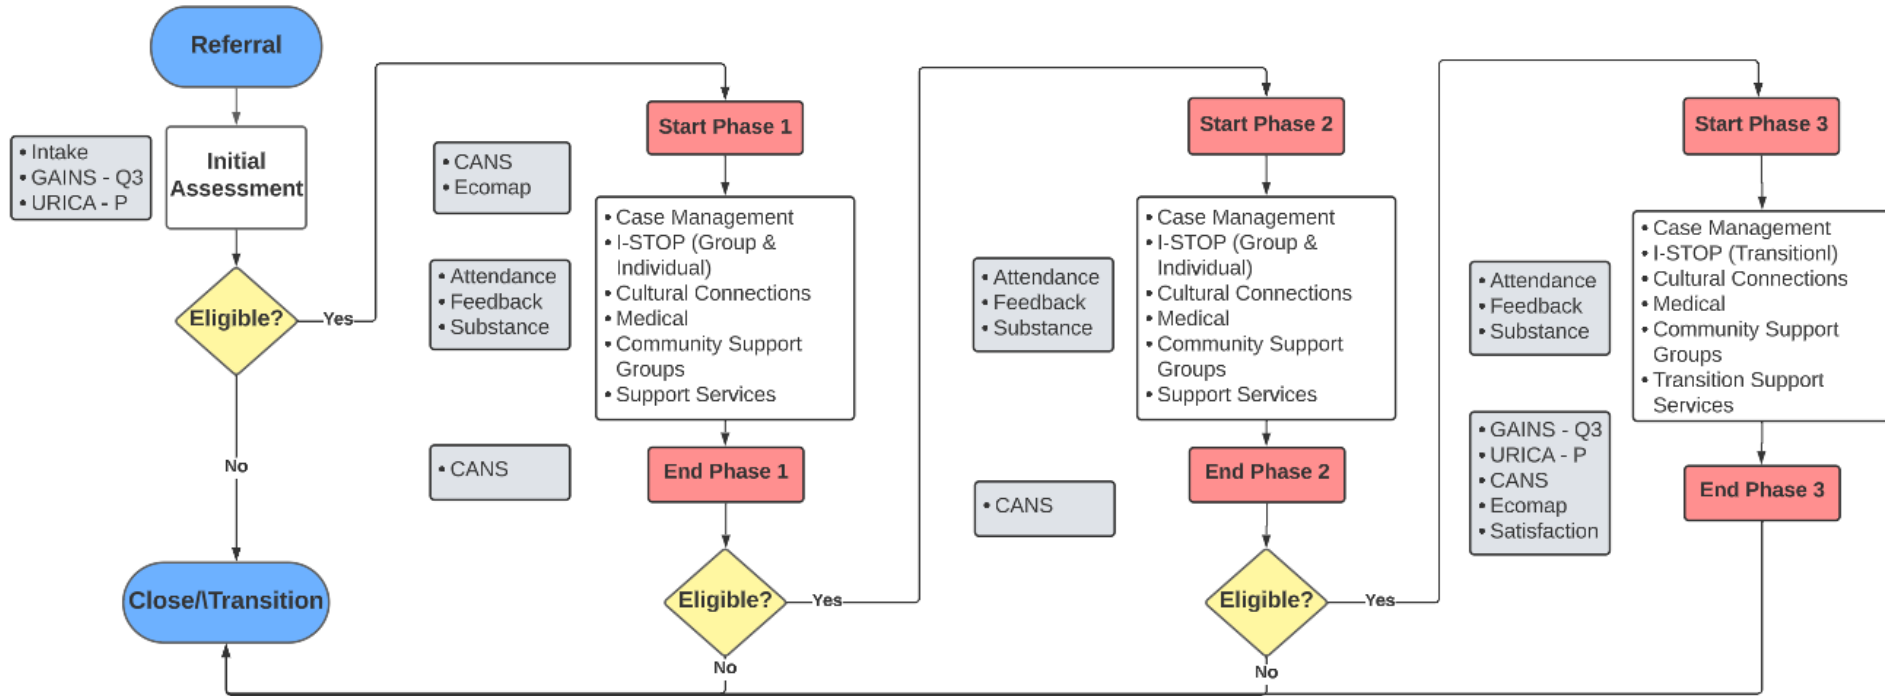 Referral
• Intake
• GAINS - Q3
• URICA - P
Initial
Assessment
Eligible?
Yes
No
Close/\Transition
Start Phase 1
• CANS
• Ecomap
• Case Management
• I-STOP (Group &
Individual)
• Cultural Connections
• Medical
• Community Support
Groups
• Support Services
• Attendance
• Feedback
• Substance
• CANS
End Phase 1
Eligible?
Yes
No
Start Phase 2
• Case Management
• I-STOP (Group &
Individual)
• Cultural Connections
• Medical
• Community Support
Groups
• Support Services
• Attendance
• Feedback
• Substance
• CANS
End Phase 2
Eligible?
Yes
No
Start Phase 3
• Case Management
• I-STOP (Transitionl)
• Cultural Connections
• Medical
• Community Support
Groups
• Transition Support
Services
• Attendance
• Feedback
• Substance
• GAINS - Q3
• URICA - P
• CANS
• Ecomap
• Satisfaction
End Phase 3